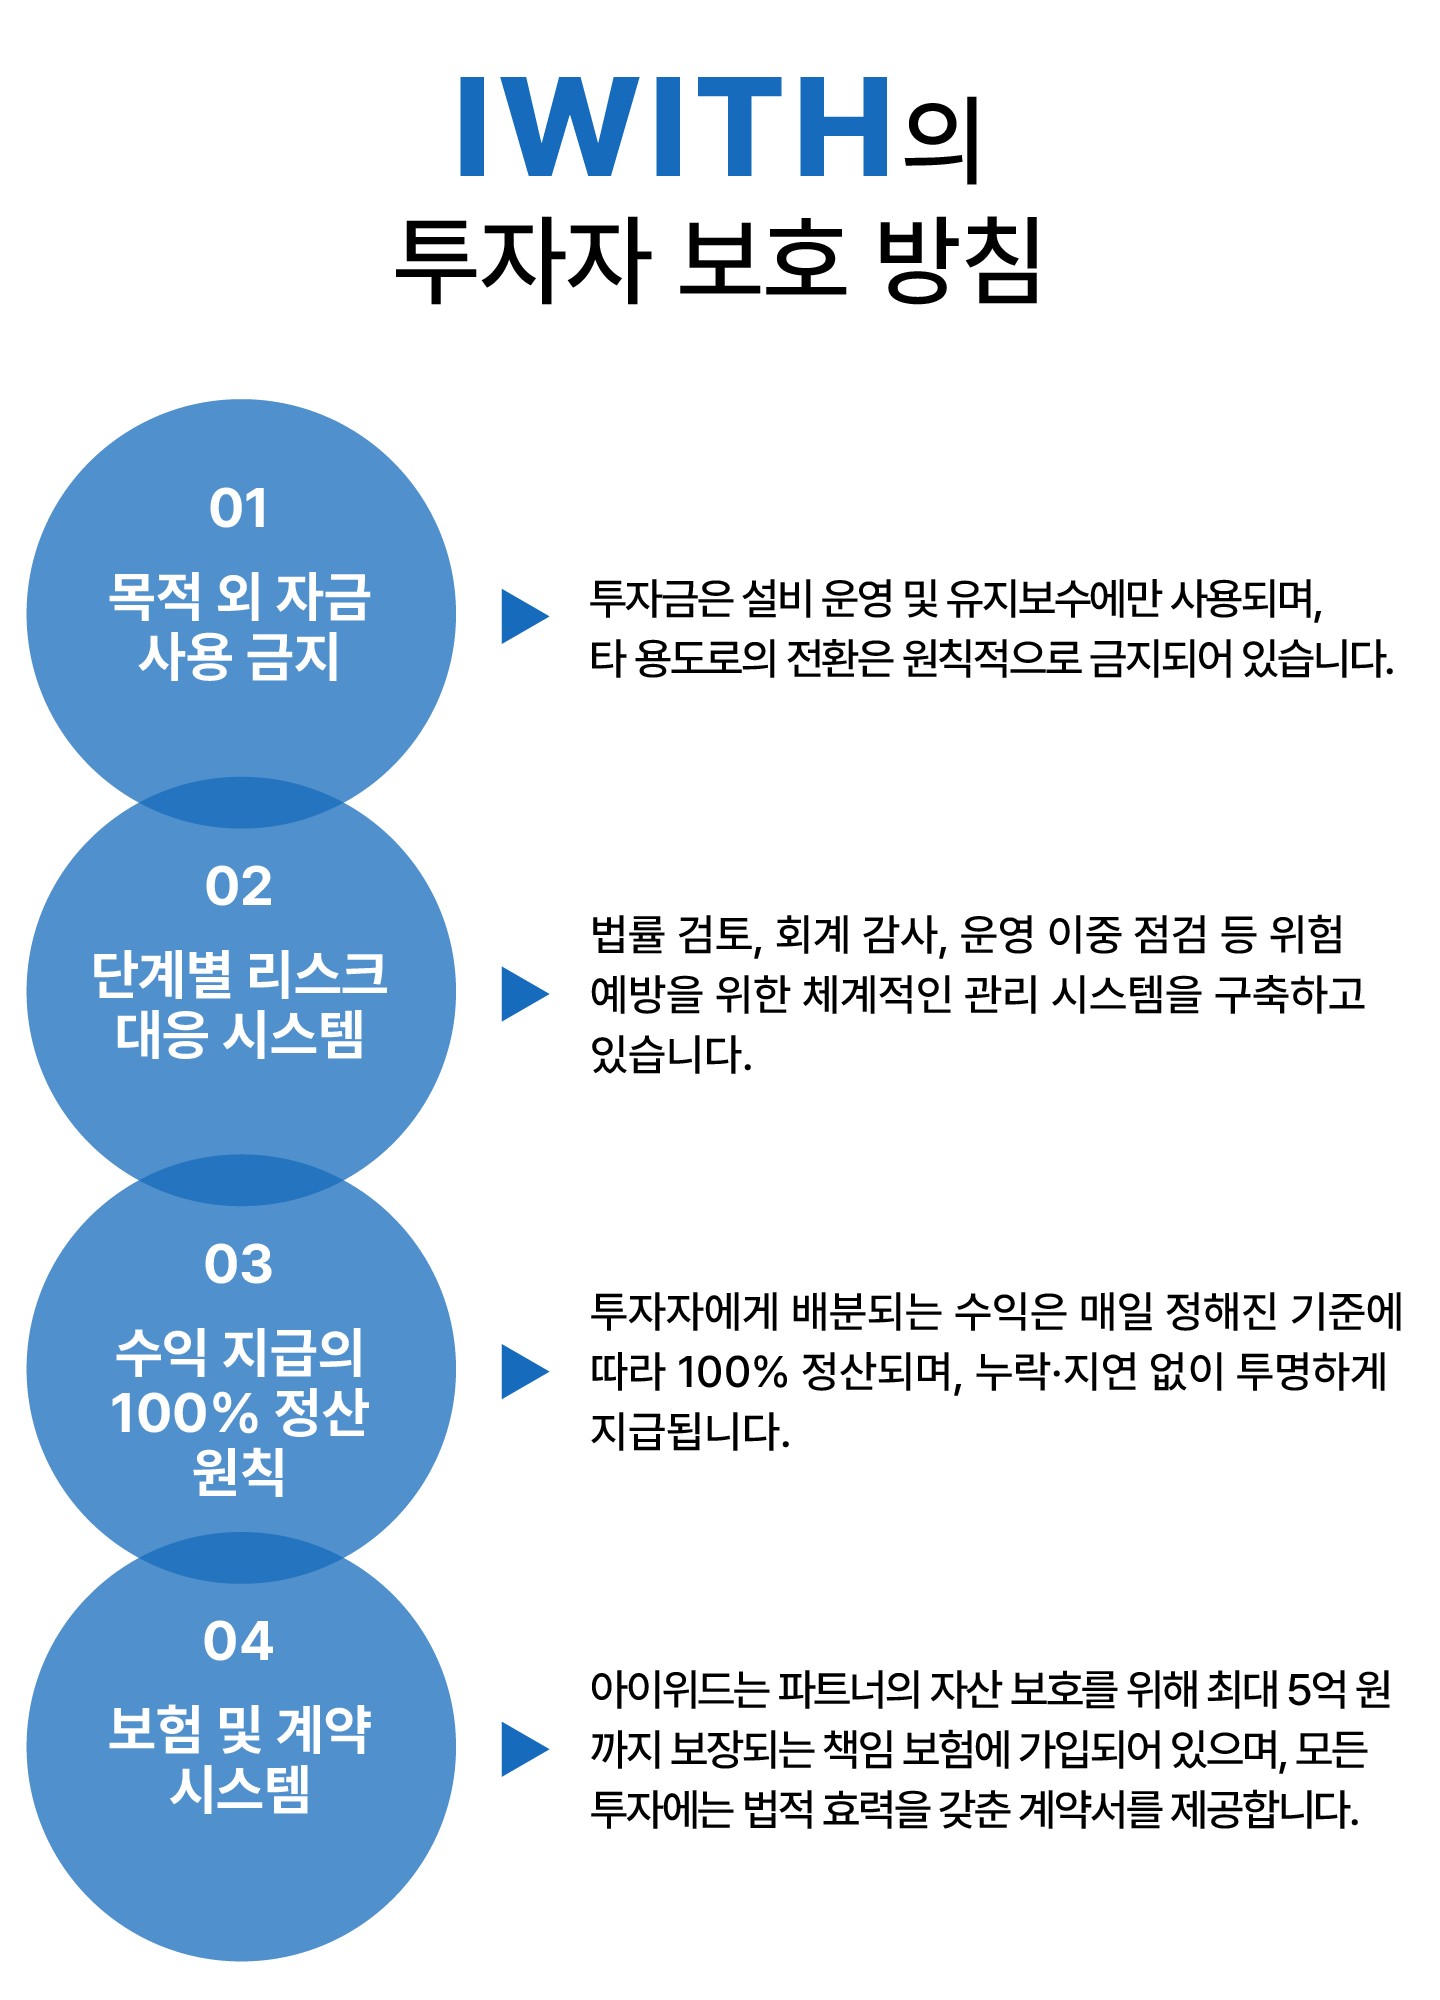 IWITH의
투자자 보호 방침
01
목적 외 자금
사용 금지
투자금은 설비 운영 및 유지보수에만 사용되며,
타 용도로의 전환은 원칙적으로 금지되어 있습니다.
02
단계별 리스크
대응 시스템
법률 검토, 회계 감사, 운영 이중 점검 등 위험
예방을 위한 체계적인 관리 시스템을 구축하고
있습니다.
03
수익 지급의
100% 정산
원칙
투자자에게 배분되는 수익은 매일 정해진 기준에
따라 100% 정산되며, 누락·지연 없이 투명하게
지급됩니다.
04
보험 및 계약
시스템
아이위드는 파트너의 자산 보호를 위해 최대 5억 원
까지 보장되는 책임 보험에 가입되어 있으며, 모든
투자에는 법적 효력을 갖춘 계약서를 제공합니다.